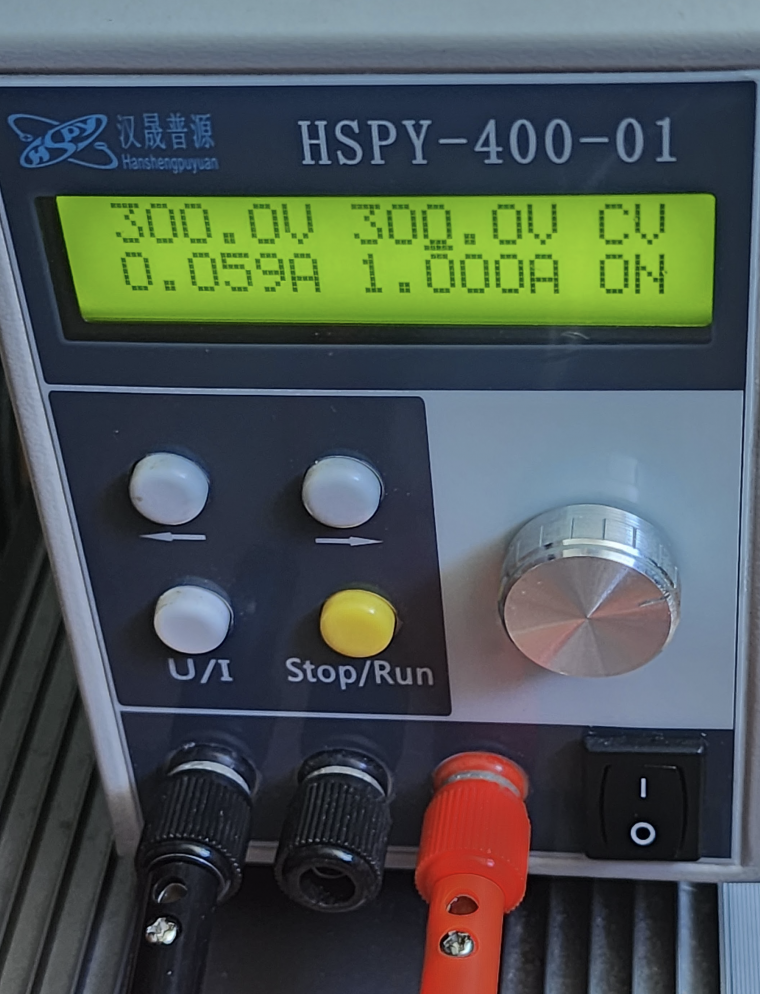 HSPY 汉晟普源
Hanshengpuyuan
HSPY-400-01
300.0V 300.0V CV
0.059A 1.000A ON
U/I
Stop/Run
I
O